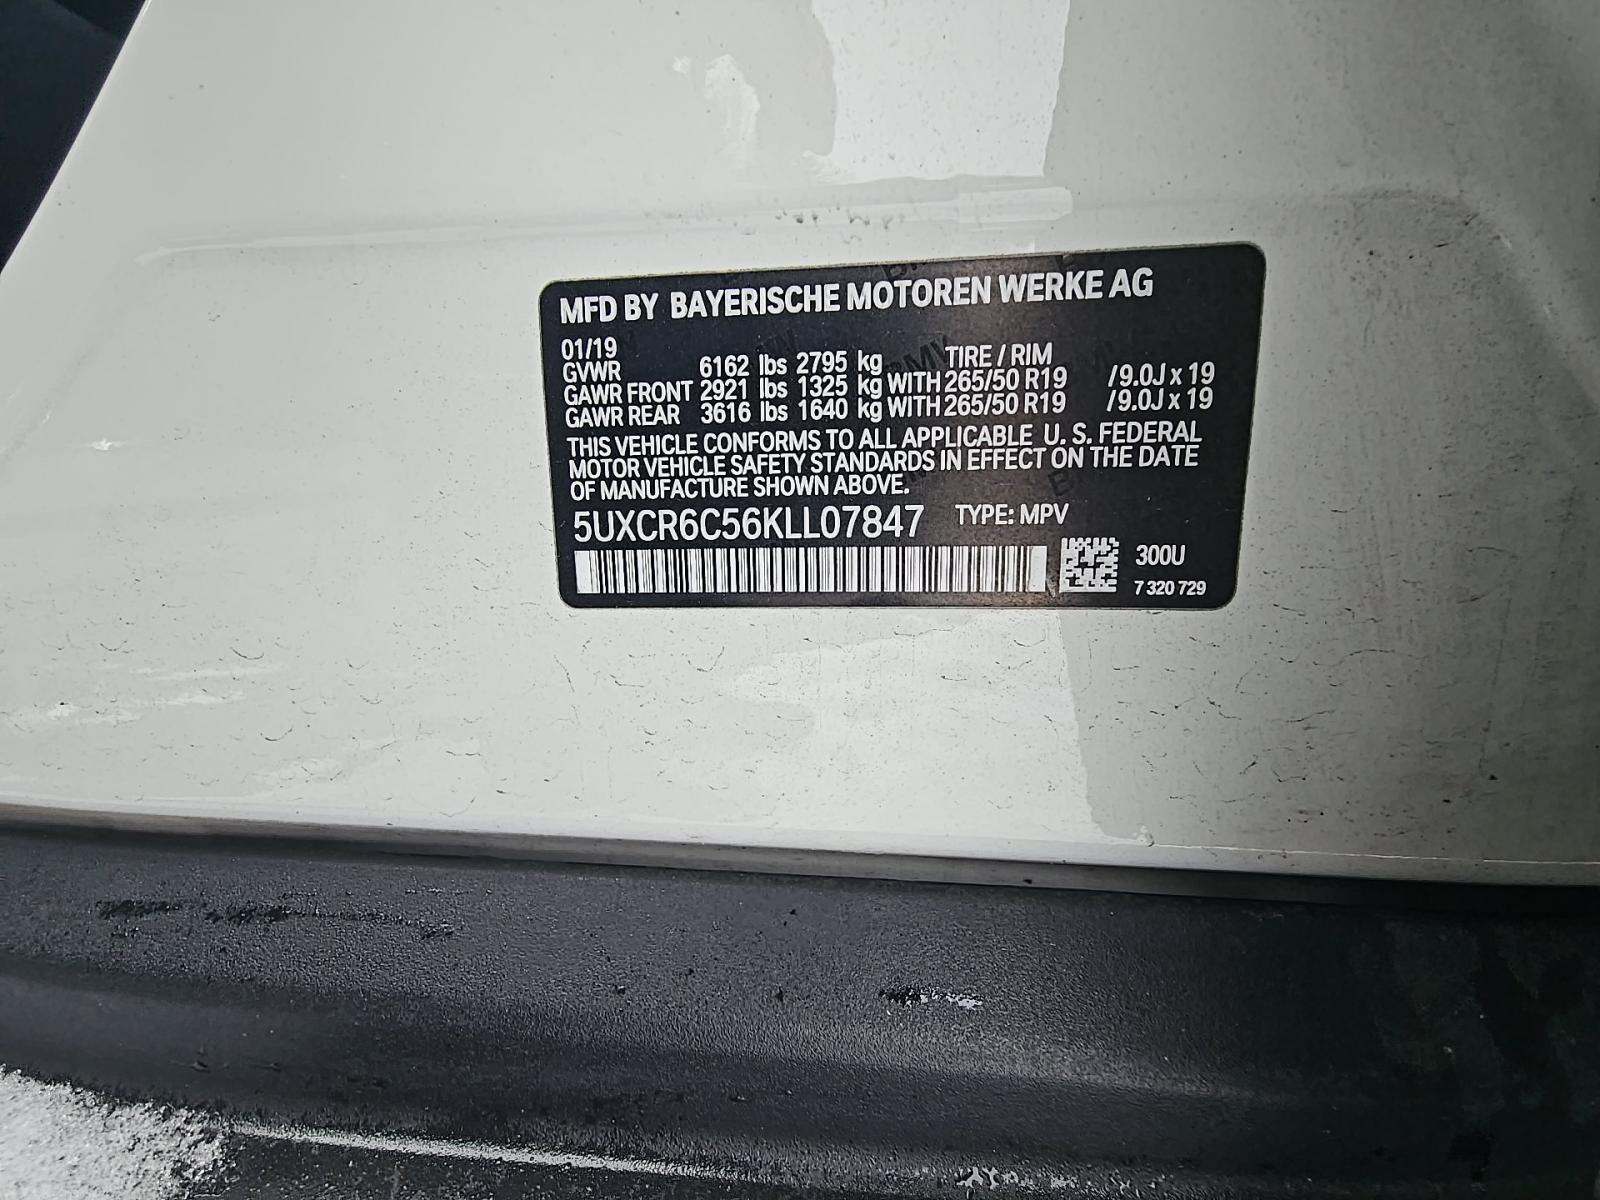 MFD BY BAYERISCHE MOTOREN WERKE AG
01/19
GVWR 6162 lbs 2795 kg TIRE / RIM
GAWR FRONT 2921 lbs 1325 kg WITH 265/50 R19 /9.0J x 19
GAWR REAR 3616 lbs 1640 kg WITH 265/50 R19 /9.0J x 19
THIS VEHICLE CONFORMS TO ALL APPLICABLE U. S. FEDERAL
MOTOR VEHICLE SAFETY STANDARDS IN EFFECT ON THE DATE
OF MANUFACTURE SHOWN ABOVE.
5UXCR6C56KLL07847 TYPE: MPV
300U
7 320 729